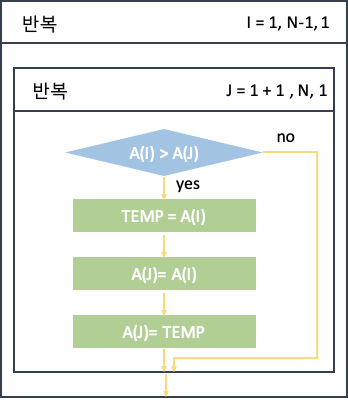 반복 I = 1, N-1, 1
반복 J = 1 + 1 , N, 1
A(I) > A(J)
no
yes
TEMP = A(I)
A(J)= A(I)
A(J)= TEMP